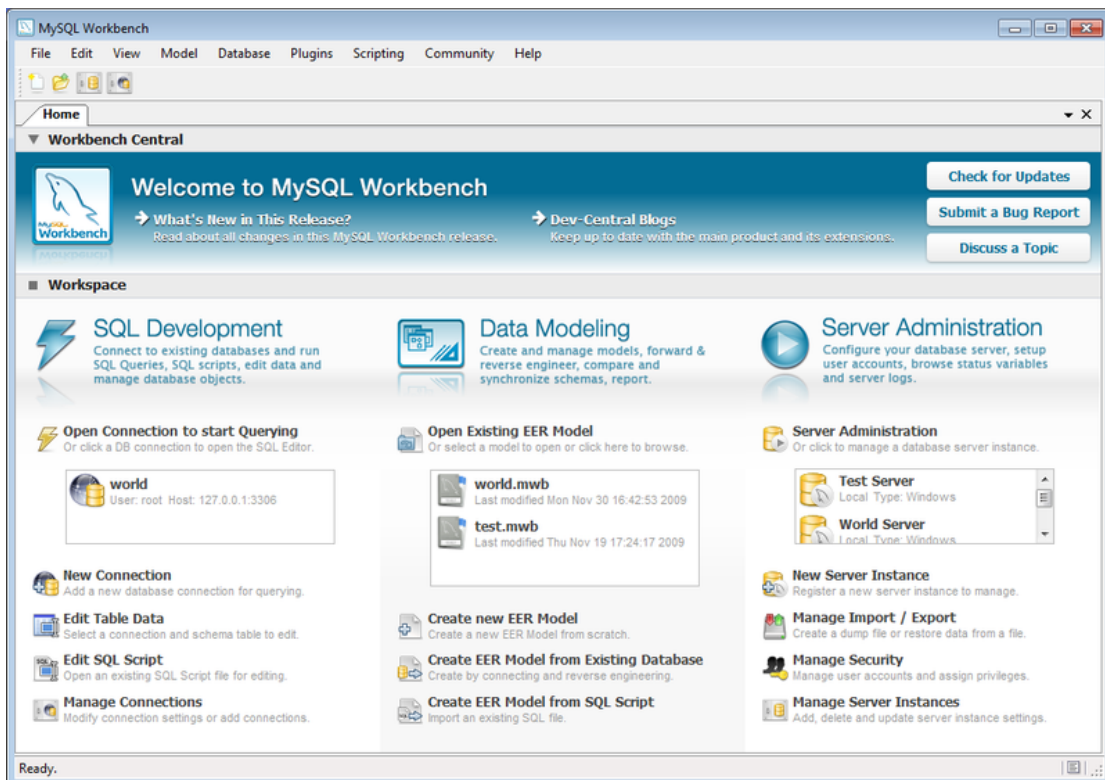 MySQL Workbench
File Edit View Model Database Plugins Scripting Community Help
Home
Workbench Central
MySQL
Workbench
Welcome to MySQL Workbench
What's New in This Release?
Read about all changes in this MySQL Workbench release.
Dev-Central Blogs
Keep up to date with the main product and its extensions.
Check for Updates
Submit a Bug Report
Discuss a Topic
Workspace
SQL Development
Connect to existing databases and run
SQL Queries, SQL scripts, edit data and
manage database objects.
Open Connection to start Querying
Or click a DB connection to open the SQL Editor.
world
User: root Host: 127.0.0.1:3306
New Connection
Add a new database connection for querying.
Edit Table Data
Select a connection and schema table to edit.
Edit SQL Script
Open an existing SQL Script file for editing.
Manage Connections
Modify connection settings or add connections.
Data Modeling
Create and manage models, forward &
reverse engineer, compare and
synchronize schemas, report.
Open Existing EER Model
Or select a model to open or click here to browse.
world.mwb
Last modified Mon Nov 30 16:42:53 2009
test.mwb
Last modified Thu Nov 19 17:24:17 2009
Create new EER Model
Create a new EER Model from scratch.
Create EER Model from Existing Database
Create by connecting and reverse engineering.
Create EER Model from SQL Script
Import an existing SQL file.
Server Administration
Configure your database server, setup
user accounts, browse status variables
and server logs.
Server Administration
Or click to manage a database server instance.
Test Server
Local Type: Windows
World Server
Local Type: Windows
New Server Instance
Register a new server instance to manage.
Manage Import / Export
Create a dump file or restore data from a file.
Manage Security
Manage user accounts and assign privileges.
Manage Server Instances
Add, delete and update server instance settings.
Ready.